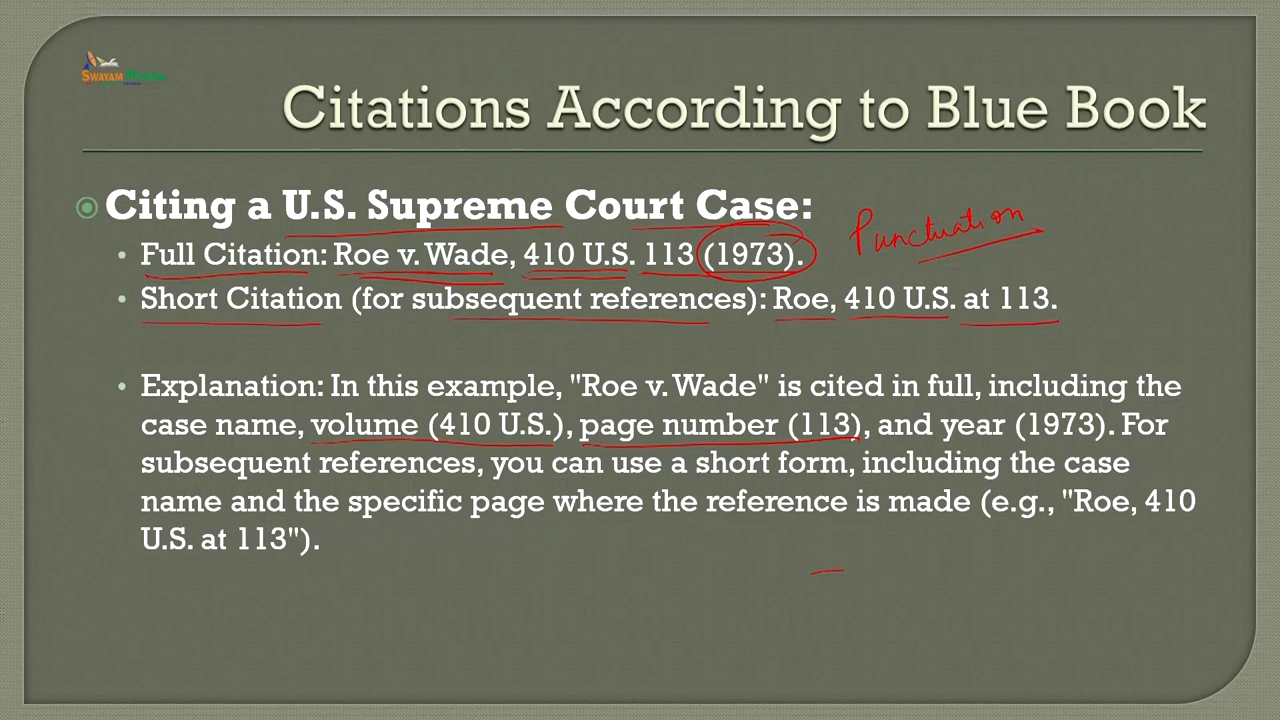 SWAYAM PRABHA
Citations According to Blue Book
Citing a U.S. Supreme Court Case:
Punctuation
Full Citation: Roe v. Wade, 410 U.S. 113 (1973).
Short Citation (for subsequent references): Roe, 410 U.S. at 113.
Explanation: In this example, "Roe v. Wade" is cited in full, including the
case name, volume (410 U.S.), page number (113), and year (1973). For
subsequent references, you can use a short form, including the case
name and the specific page where the reference is made (e.g., "Roe, 410
U.S. at 113").